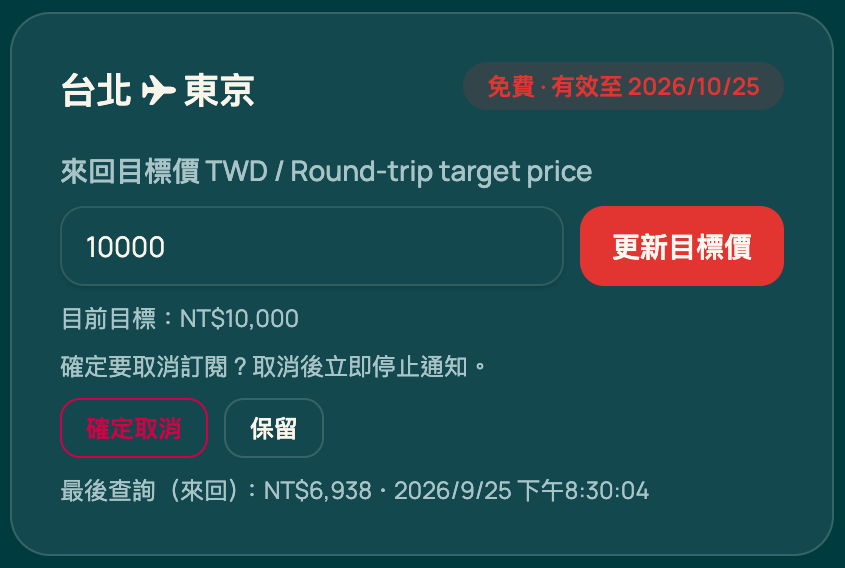 台北 ✈ 東京
免費 · 有效至 2026/10/25
來回目標價 TWD / Round-trip target price
10000
更新目標價
目前目標：NT$10,000
確定要取消訂閱？取消後立即停止通知。
確定取消
保留
最後查詢（來回）：NT$6,938 · 2026/9/25 下午8:30:04